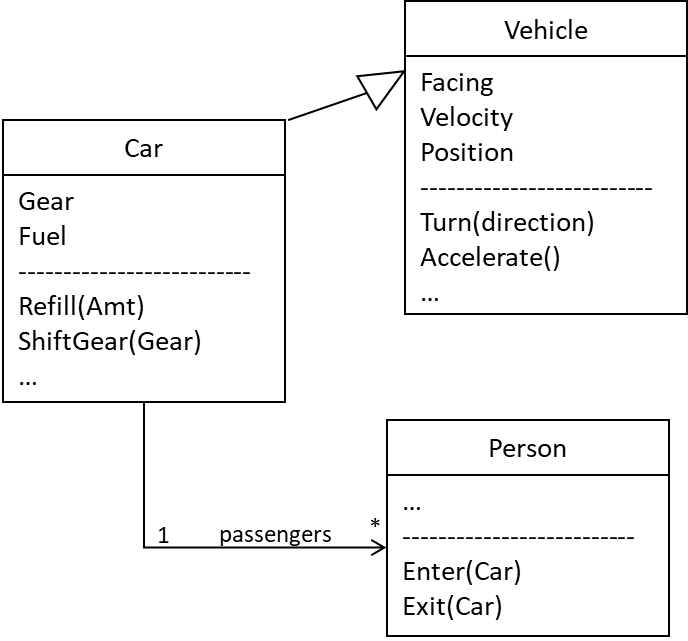 Vehicle
Facing
Velocity
Position
--------------------------
Turn(direction)
Accelerate()
...
Car
Gear
Fuel
--------------------------
Refill(Amt)
ShiftGear(Gear)
...
1 passengers *
Person
...
--------------------------
Enter(Car)
Exit(Car)